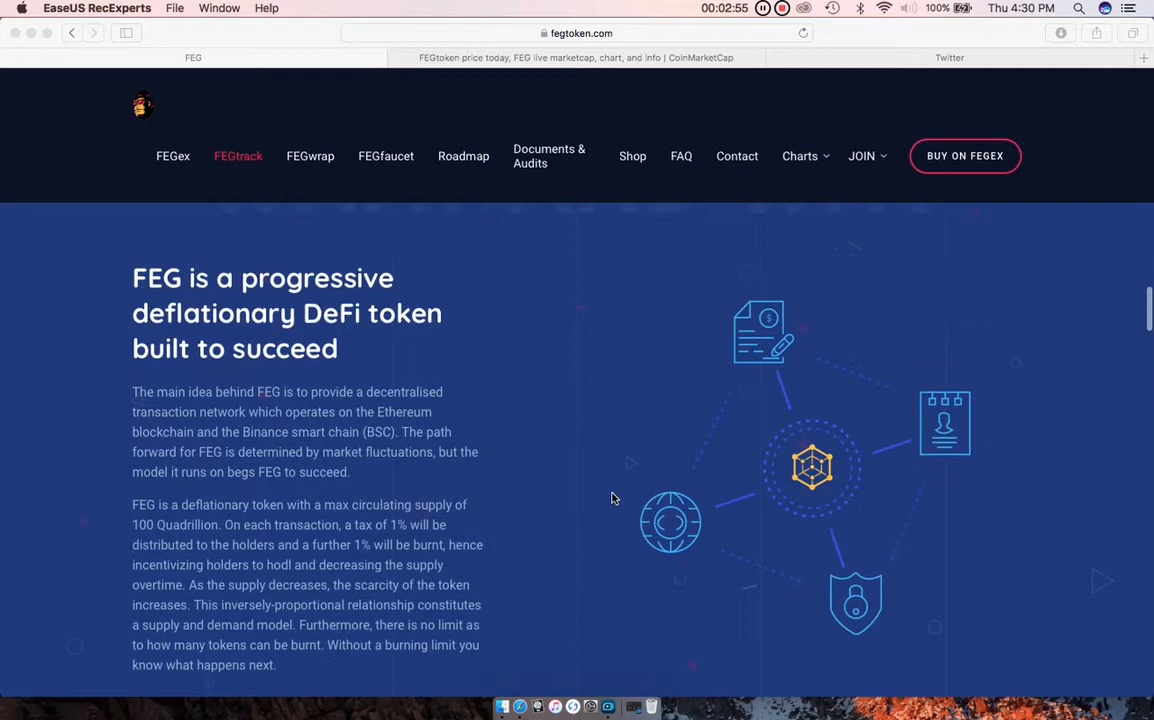 EaseUS RecExperts File View Help 00:02:55 100% Thu 4:30 PM
fegtoken.com
FEG FEGtoken price today, FEG live marketcap, chart, and info | CoinMarketCap Twitter
FEGex FEGtrack FEGwrap FEGfaucet Roadmap Documents & Audits Shop FAQ Contact Charts JOIN BUY ON FEGEX
FEG is a progressive
deflationary DeFi token
built to succeed
The main idea behind FEG is to provide a decentralised
transaction network which operates on the Ethereum
blockchain and the Binance smart chain (BSC). The path
forward for FEG is determined by market fluctuations, but the
model it runs on begs FEG to succeed.
FEG is a deflationary token with a max circulating supply of
100 Quadrillion. On each transaction, a tax of 1% will be
distributed to the holders and a further 1% will be burnt, hence
incentivizing holders to hodl and decreasing the supply
overtime. As the supply decreases, the scarcity of the token
increases. This inversely-proportional relationship constitutes
a supply and demand model. Furthermore, there is no limit as
to how many tokens can be burnt. Without a burning limit you
know what happens next.